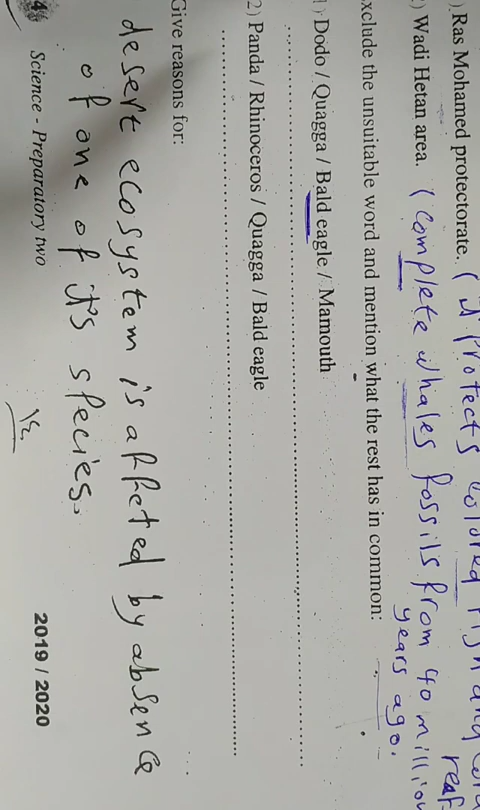 ) Ras Mohamed protectorate. ( it protects colored fish and
reef
) Wadi Hetan area. ( complete whales fossils from 40 million
years ago.
xclude the unsuitable word and mention what the rest has in common:
) Dodo / Quagga / Bald eagle / Mamouth
2) Panda / Rhinoceros / Quagga / Bald eagle
Give reasons for:
desert ecosystem is affected by absence
of one of it's species.
4 Science - Preparatory two 2019 / 2020